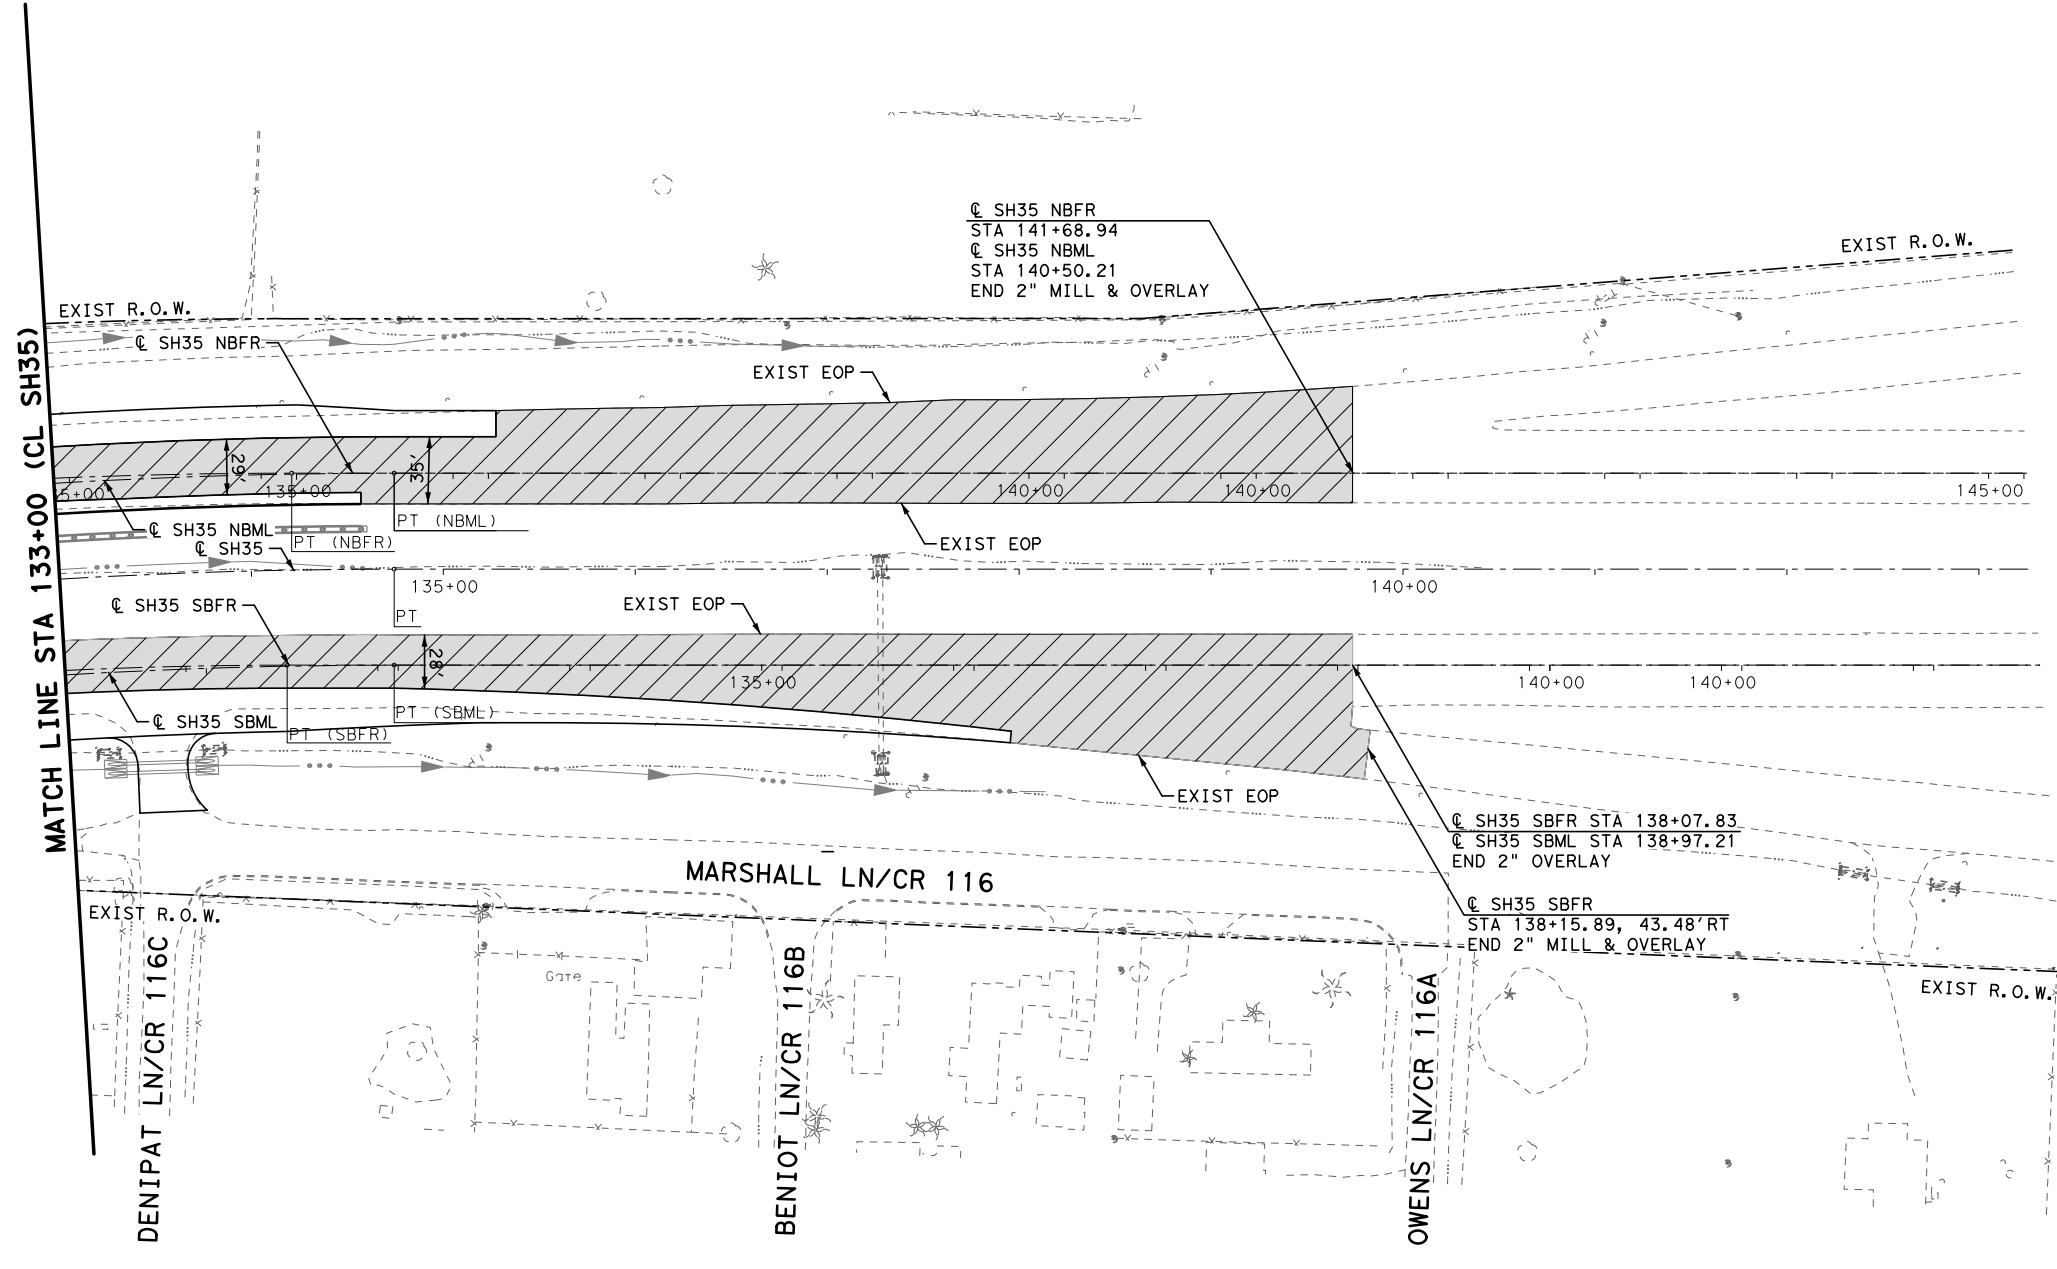 ℄ SH35 NBFR
STA 141+68.94
℄ SH35 NBML
STA 140+50.21
END 2" MILL & OVERLAY
EXIST R.O.W.
EXIST R.O.W.
℄ SH35 NBFR
EXIST EOP
MATCH LINE STA 133+00 (CL SH35)
29'
35'
5+00
135+00
140+00
140+00
145+00
PT (NBML)
℄ SH35 NBML
PT (NBFR)
EXIST EOP
℄ SH35
135+00
140+00
℄ SH35 SBFR
EXIST EOP
PT
28'
135+00
140+00
140+00
℄ SH35 SBML
PT (SBML)
PT (SBFR)
EXIST EOP
℄ SH35 SBFR STA 138+07.83
℄ SH35 SBML STA 138+97.21
END 2" OVERLAY
MARSHALL LN/CR 116
℄ SH35 SBFR
STA 138+15.89, 43.48'RT
END 2" MILL & OVERLAY
EXIST R.O.W.
Gate
EXIST R.O.W.
DENIPAT LN/CR 116C
BENIOT LN/CR 116B
OWENS LN/CR 116A